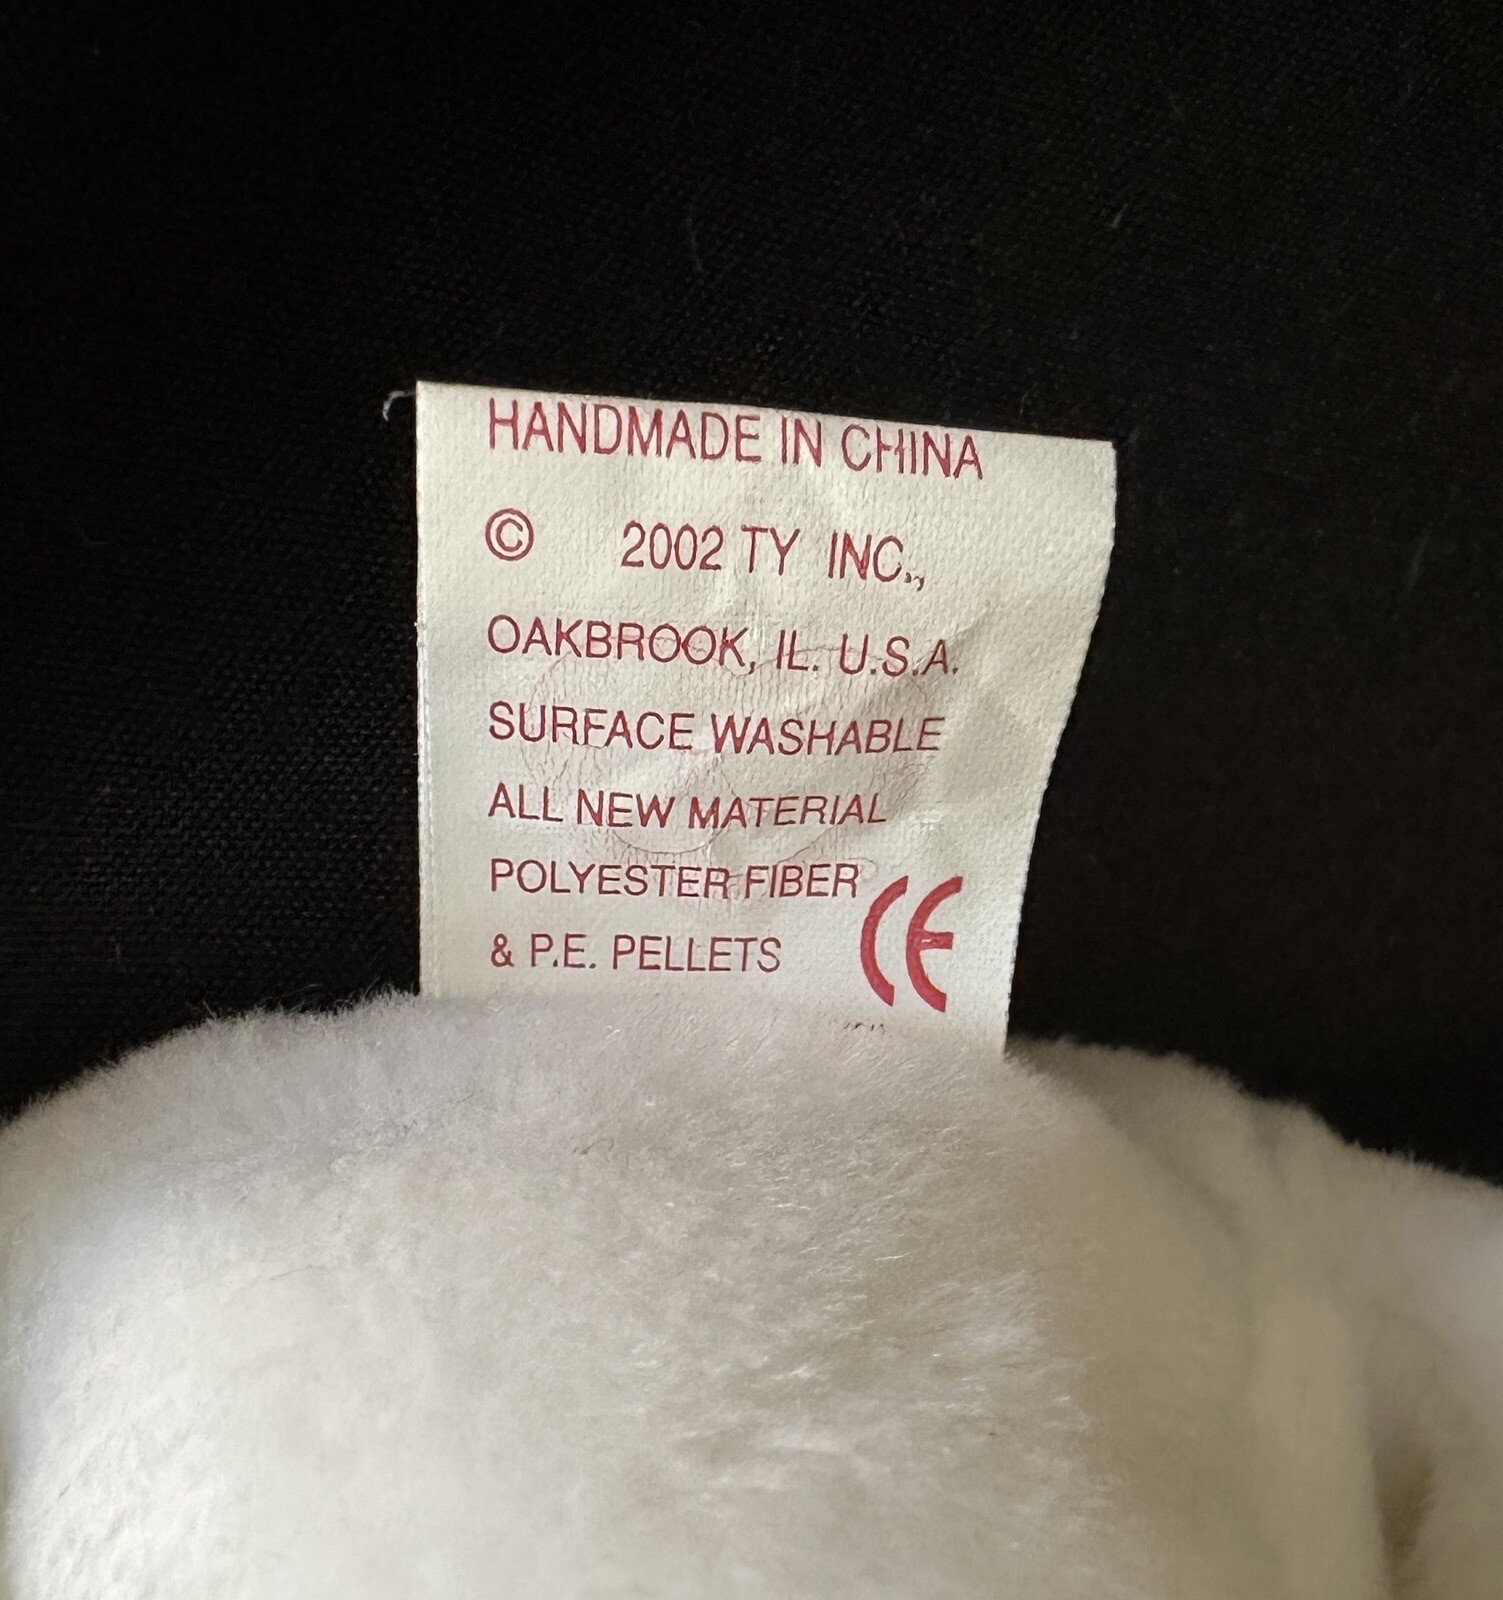 HANDMADE IN CHINA
© 2002 TY INC.,
OAKBROOK, IL. U.S.A.
SURFACE WASHABLE
ALL NEW MATERIAL
POLYESTER FIBER
& P.E. PELLETS
CE